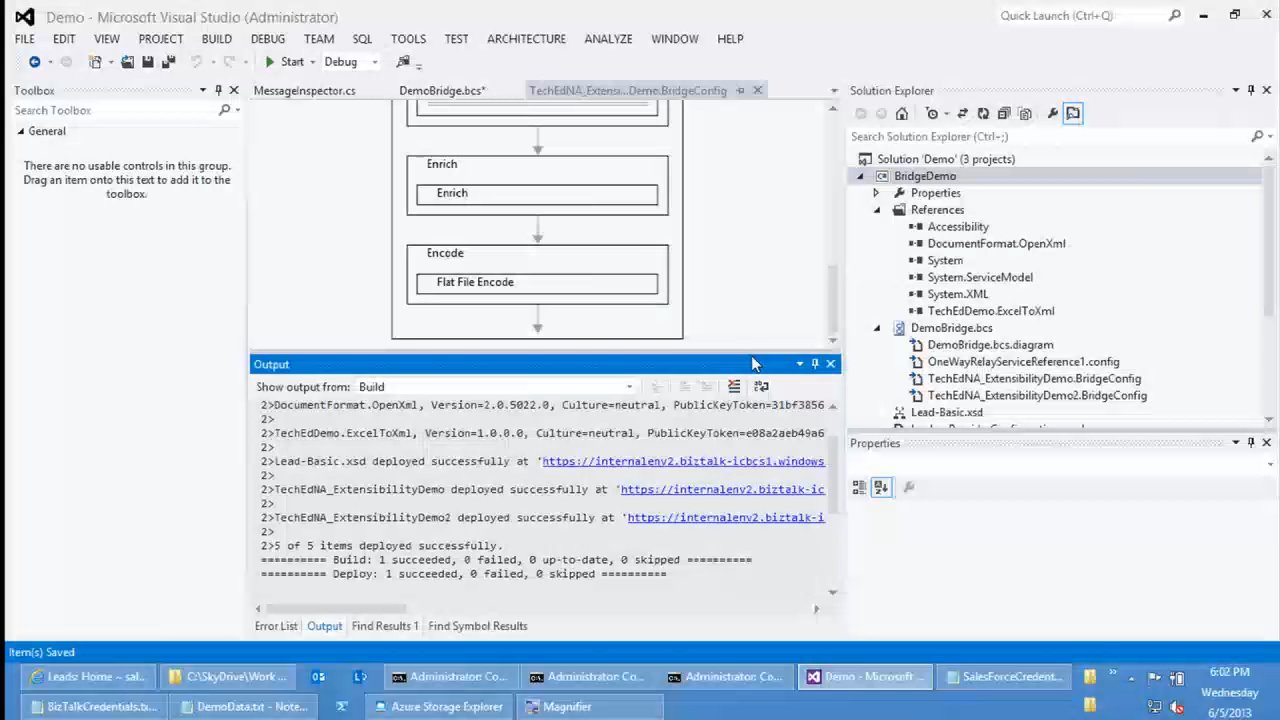 Demo - Microsoft Visual Studio (Administrator)
Quick Launch (Ctrl+Q)
FILE EDIT VIEW PROJECT BUILD DEBUG TEAM SQL TOOLS TEST ARCHITECTURE ANALYZE WINDOW HELP
Start Debug
Toolbox
Search Toolbox
General
There are no usable controls in this group.
Drag an item onto this text to add it to the
toolbox.
MessageInspector.cs DemoBridge.bcs* TechEdNA_Extensi...Demo.BridgeConfig
Enrich
Enrich
Encode
Flat File Encode
Output
Show output from: Build
2>DocumentFormat.OpenXml, Version=2.0.5022.0, Culture=neutral, PublicKeyToken=31bf3856
2>
2>TechEdDemo.ExcelToXml, Version=1.0.0.0, Culture=neutral, PublicKeyToken=e08a2aeb49a6
2>
2>Lead-Basic.xsd deployed successfully at 'https://internalenv2.biztalk-icbcs1.windows
2>
2>TechEdNA_ExtensibilityDemo deployed successfully at 'https://internalenv2.biztalk-ic
2>
2>TechEdNA_ExtensibilityDemo2 deployed successfully at 'https://internalenv2.biztalk-i
2>
2>5 of 5 items deployed successfully.
========== Build: 1 succeeded, 0 failed, 0 up-to-date, 0 skipped ==========
========== Deploy: 1 succeeded, 0 failed, 0 skipped ==========
Error List Output Find Results 1 Find Symbol Results
Solution Explorer
Search Solution Explorer (Ctrl+;)
Solution 'Demo' (3 projects)
BridgeDemo
Properties
References
Accessibility
DocumentFormat.OpenXml
System
System.ServiceModel
System.XML
TechEdDemo.ExcelToXml
DemoBridge.bcs
DemoBridge.bcs.diagram
OneWayRelayServiceReference1.config
TechEdNA_ExtensibilityDemo.BridgeConfig
TechEdNA_ExtensibilityDemo2.BridgeConfig
Lead-Basic.xsd
Properties
Item(s) Saved
Leads: Home ~ sal... C:\SkyDrive\Work ... Administrator: Co... Administrator: Co... Administrator: Co... Demo - Microsoft ... SalesForceCredent...
BizTalkCredentials.tx... DemoData.txt - Note... Azure Storage Explorer Magnifier
6:02 PM
Wednesday
6/5/2013